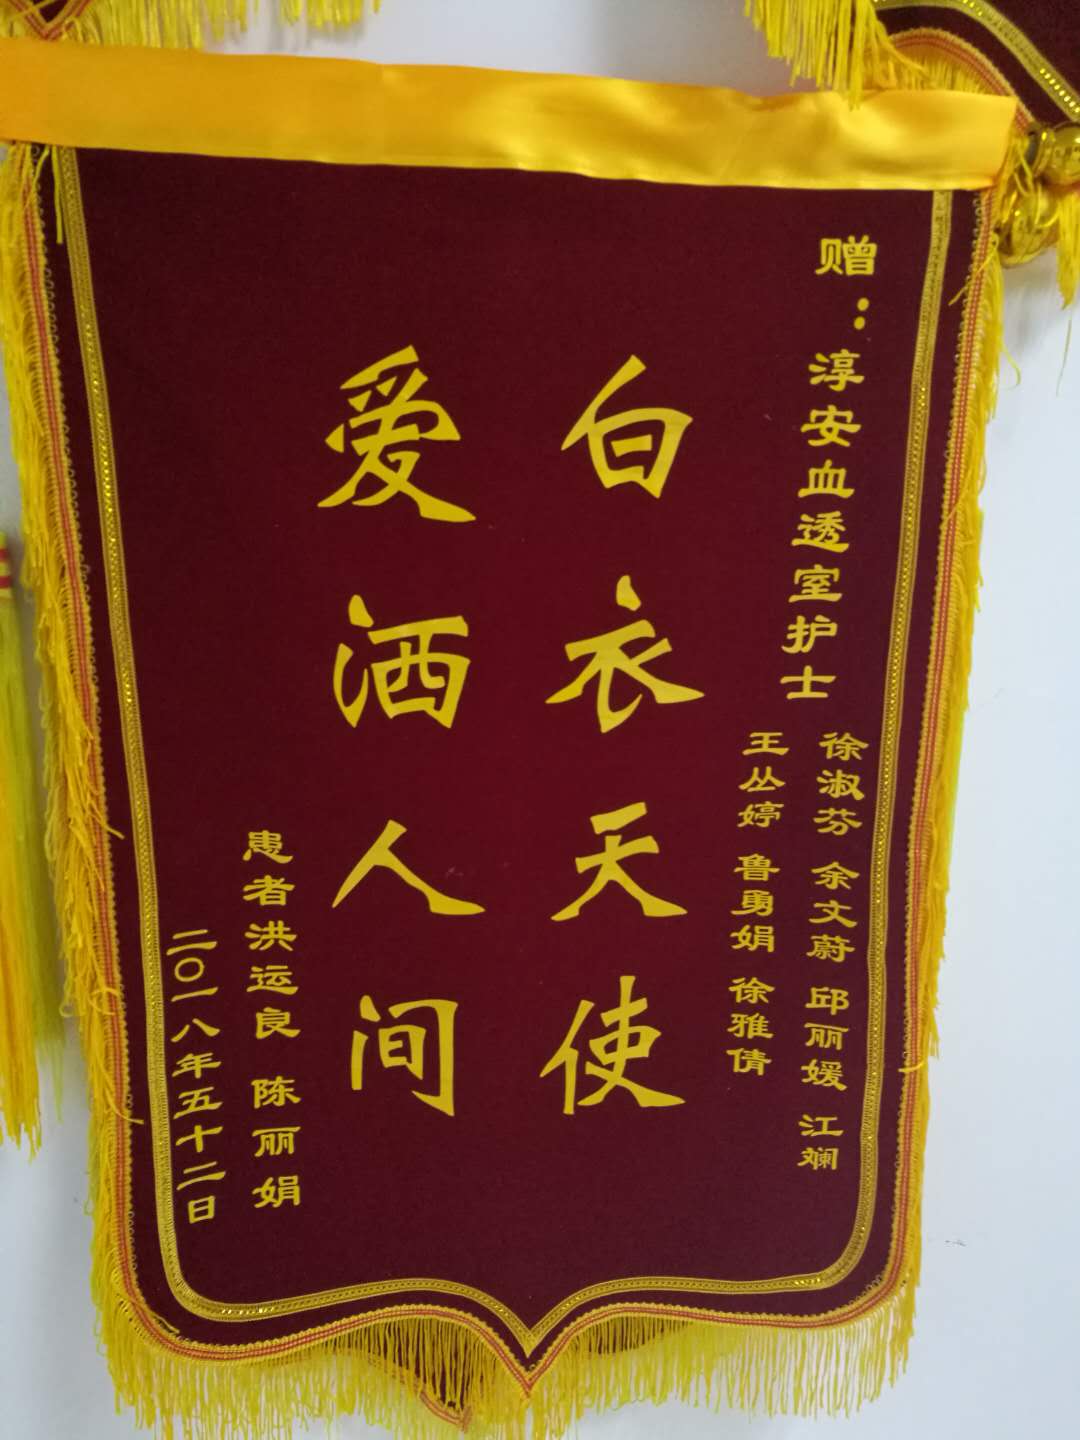 赠：淳安血透室护士
徐淑芬 余文蔚 邱丽媛 江斓
王丛婷 鲁勇娟 徐雅倩
白衣天使
爱洒人间
患者洪运良 陈丽娟
二〇一八年五十二日